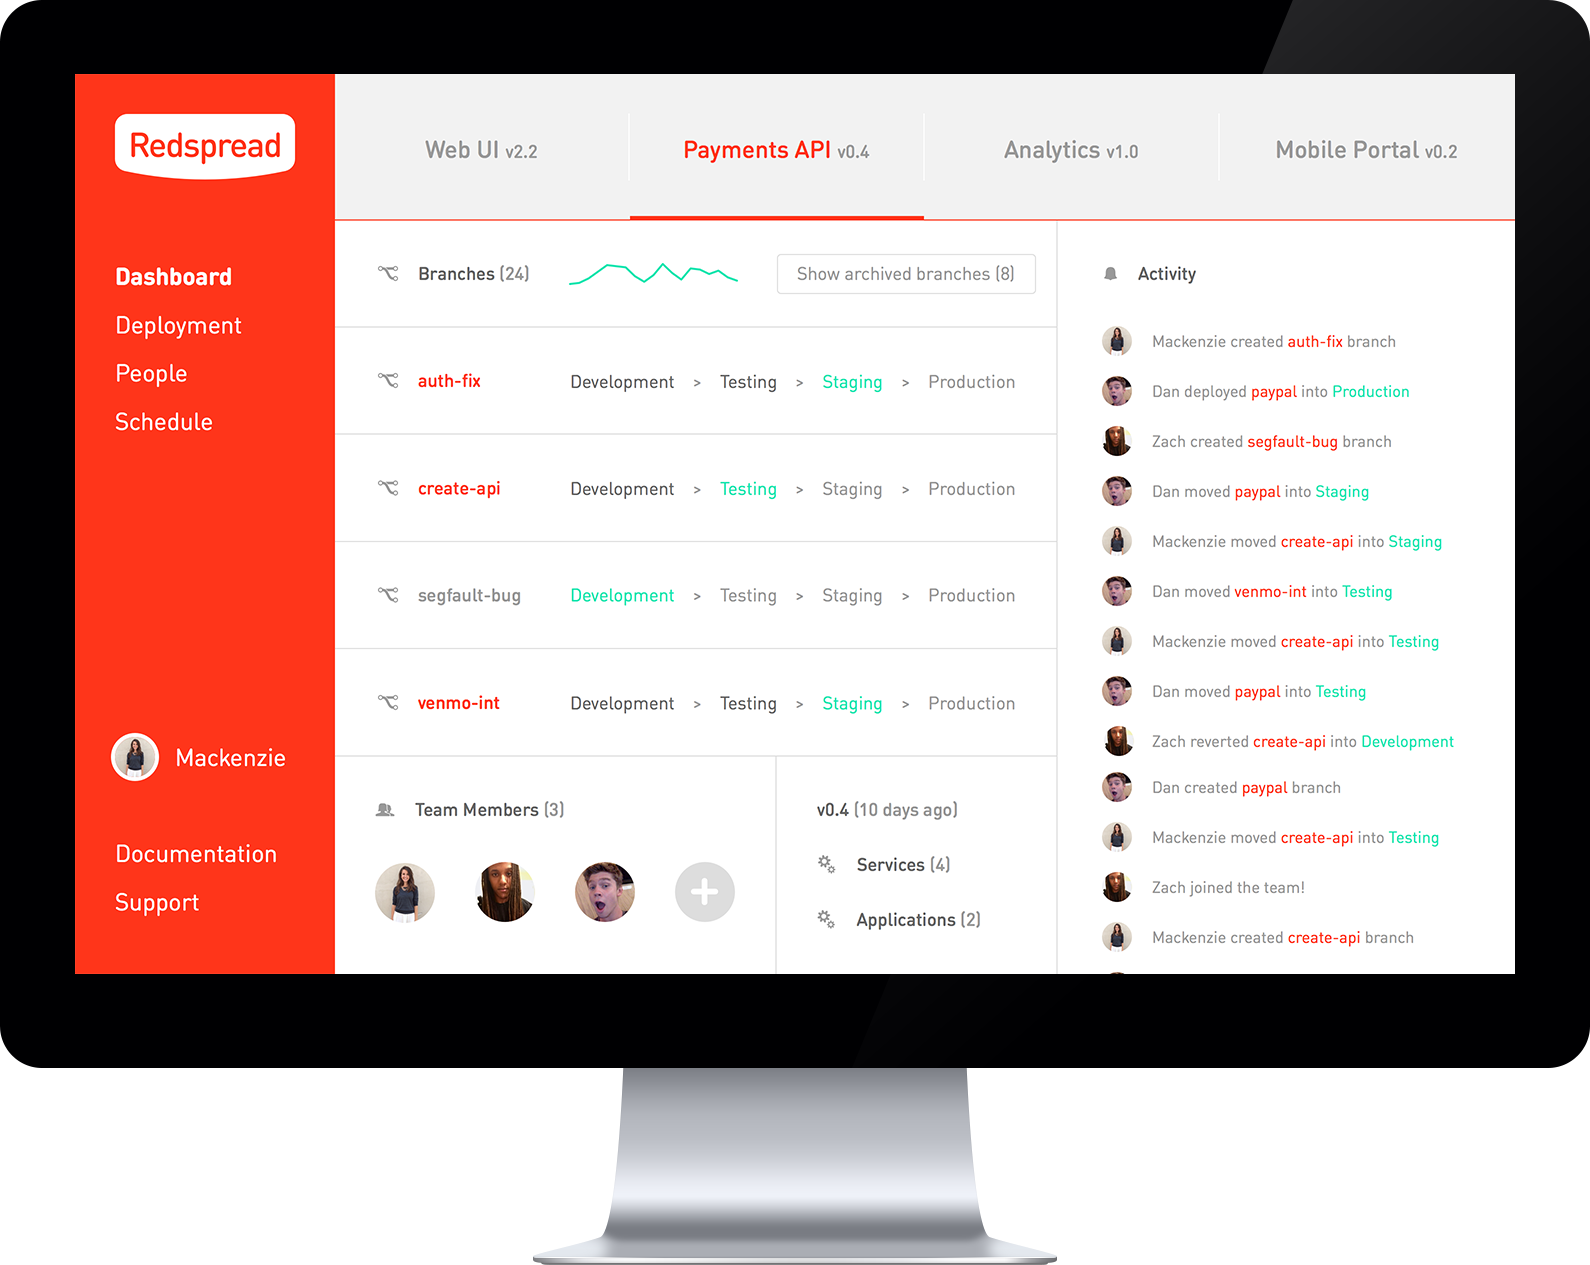 Redspread
Dashboard
Deployment
People
Schedule
Mackenzie
Documentation
Support
Web UI v2.2
Payments API v0.4
Analytics v1.0
Mobile Portal v0.2
Branches (24)
Show archived branches (8)
auth-fix Development > Testing > Staging > Production
create-api Development > Testing > Staging > Production
segfault-bug Development > Testing > Staging > Production
venmo-int Development > Testing > Staging > Production
Team Members (3)
v0.4 (10 days ago)
Services (4)
Applications (2)
Activity
Mackenzie created auth-fix branch
Dan deployed paypal into Production
Zach created segfault-bug branch
Dan moved paypal into Staging
Mackenzie moved create-api into Staging
Dan moved venmo-int into Testing
Mackenzie moved create-api into Testing
Dan moved paypal into Testing
Zach reverted create-api into Development
Dan created paypal branch
Mackenzie moved create-api into Testing
Zach joined the team!
Mackenzie created create-api branch